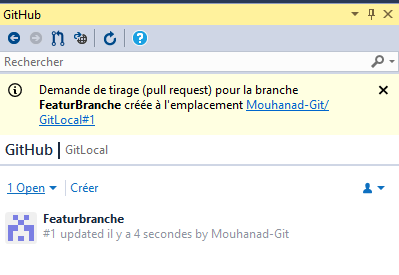 GitHub
Rechercher
Demande de tirage (pull request) pour la branche
FeaturBranche créée à l'emplacement Mouhanad-Git/
GitLocal#1
GitHub | GitLocal
1 Open Créer
Featurbranche
#1 updated il y a 4 secondes by Mouhanad-Git